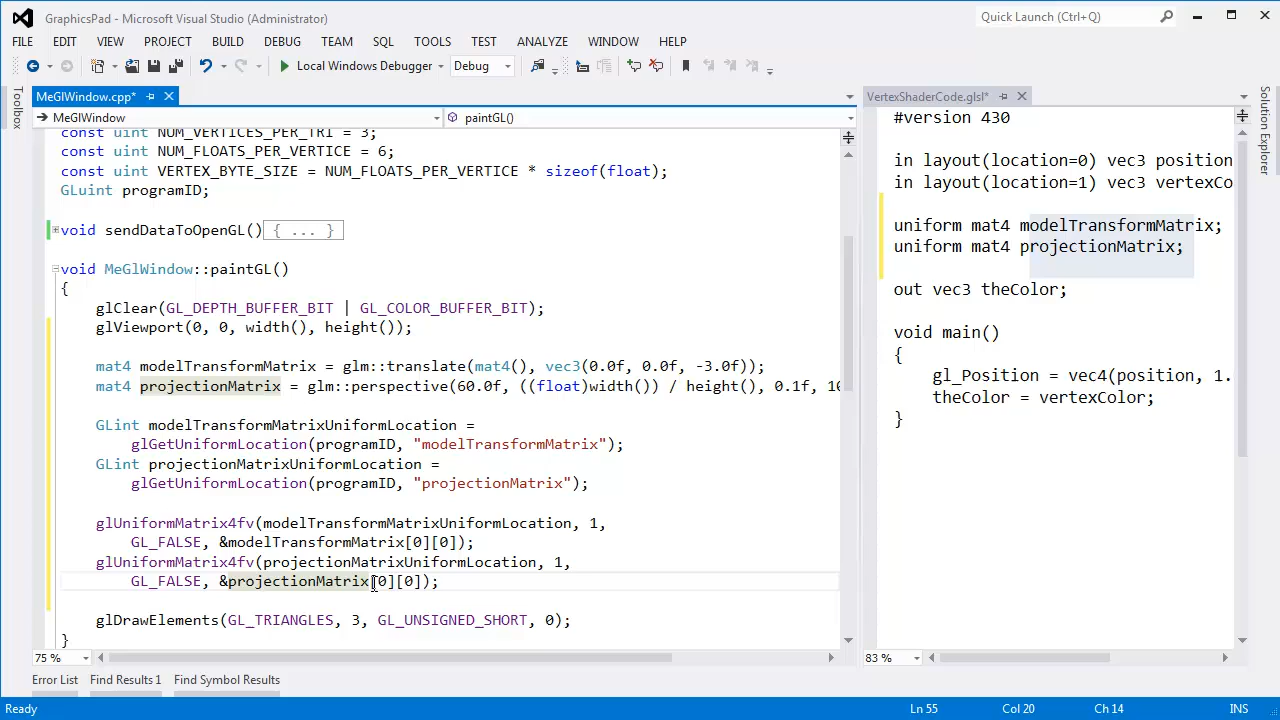 GraphicsPad - Microsoft Visual Studio (Administrator)
Quick Launch (Ctrl+Q)
FILE EDIT VIEW PROJECT BUILD DEBUG TEAM SQL TOOLS TEST ANALYZE WINDOW HELP
Local Windows Debugger Debug
Toolbox
MeGlWindow.cpp*
MeGlWindow paintGL()
const uint NUM_VERTICES_PER_TRI = 3;
const uint NUM_FLOATS_PER_VERTICE = 6;
const uint VERTEX_BYTE_SIZE = NUM_FLOATS_PER_VERTICE * sizeof(float);
GLuint programID;
void sendDataToOpenGL(){ ... }
void MeGlWindow::paintGL()
{
glClear(GL_DEPTH_BUFFER_BIT | GL_COLOR_BUFFER_BIT);
glViewport(0, 0, width(), height());
mat4 modelTransformMatrix = glm::translate(mat4(), vec3(0.0f, 0.0f, -3.0f));
mat4 projectionMatrix = glm::perspective(60.0f, ((float)width()) / height(), 0.1f, 10
GLint modelTransformMatrixUniformLocation =
glGetUniformLocation(programID, "modelTransformMatrix");
GLint projectionMatrixUniformLocation =
glGetUniformLocation(programID, "projectionMatrix");
glUniformMatrix4fv(modelTransformMatrixUniformLocation, 1,
GL_FALSE, &modelTransformMatrix[0][0]);
glUniformMatrix4fv(projectionMatrixUniformLocation, 1,
GL_FALSE, &projectionMatrix[0][0]);
glDrawElements(GL_TRIANGLES, 3, GL_UNSIGNED_SHORT, 0);
}
75 %
VertexShaderCode.glsl*
#version 430
in layout(location=0) vec3 position
in layout(location=1) vec3 vertexCo
uniform mat4 modelTransformMatrix;
uniform mat4 projectionMatrix;
out vec3 theColor;
void main()
{
gl_Position = vec4(position, 1.
theColor = vertexColor;
}
83 %
Solution Explorer
Error List Find Results 1 Find Symbol Results
Ready Ln 55 Col 20 Ch 14 INS